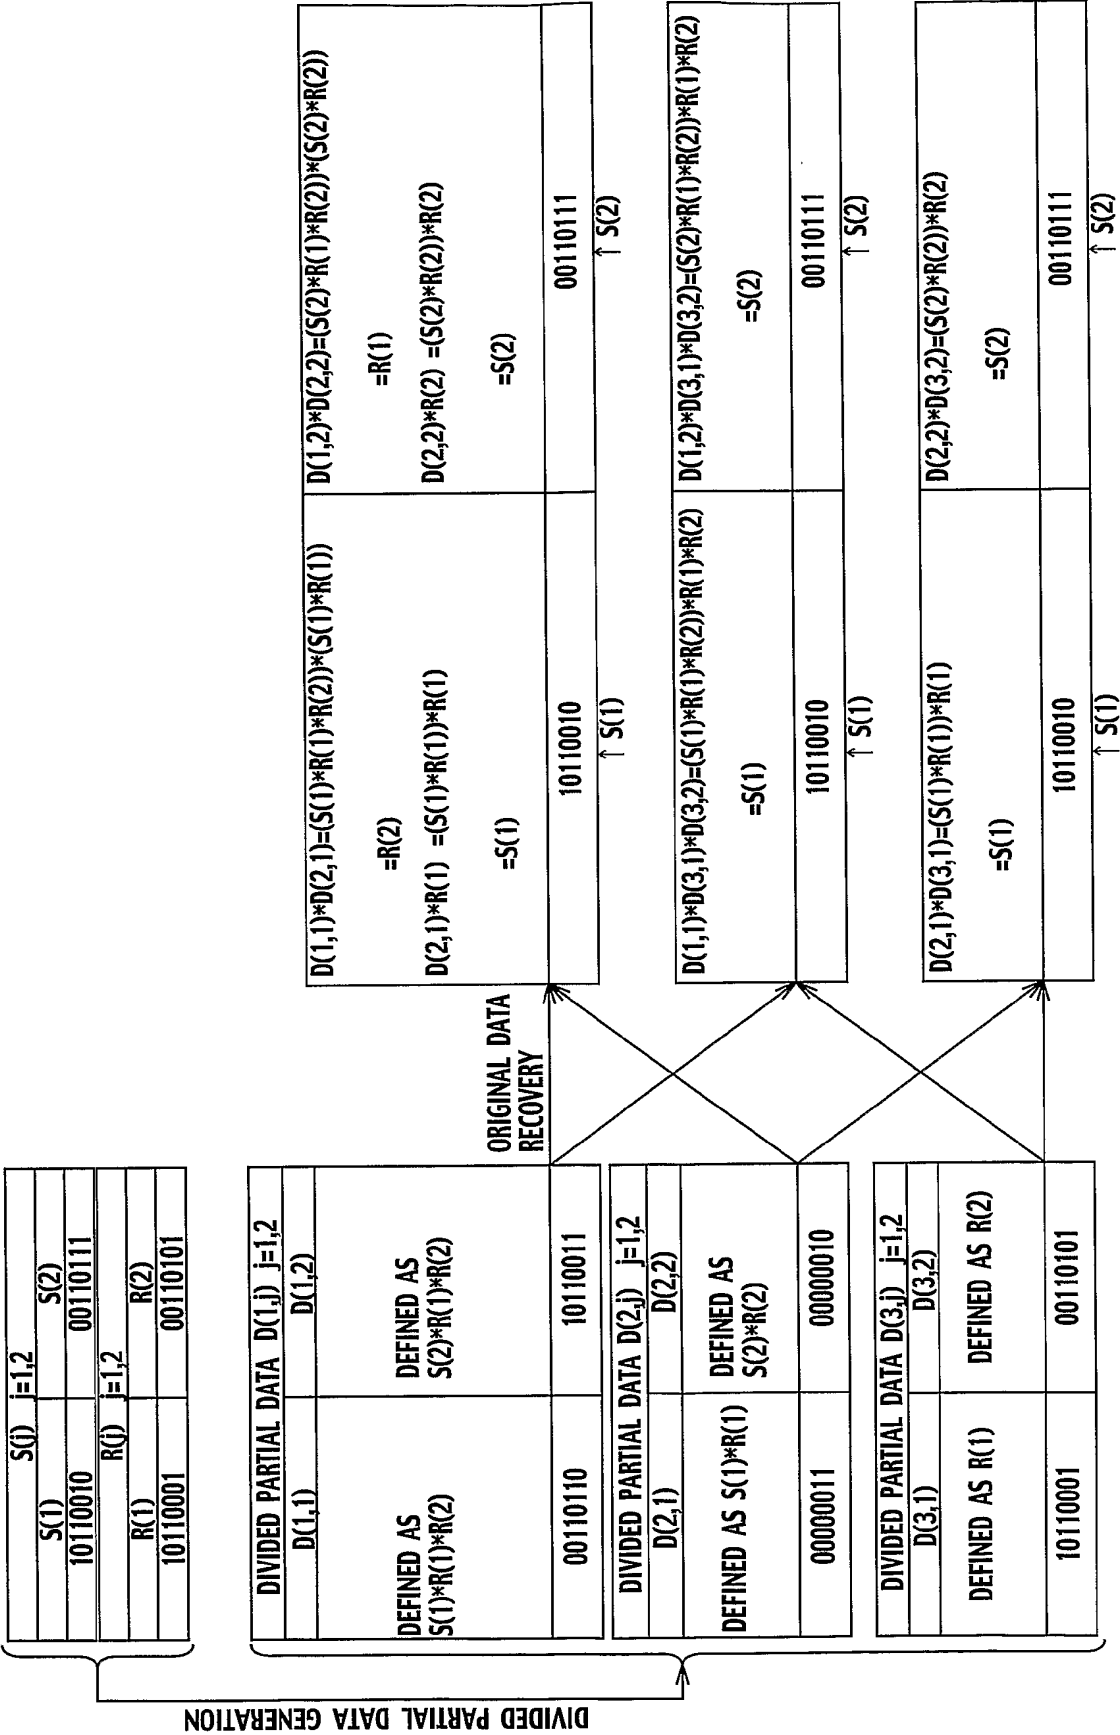 S(j) j=1,2
S(1) S(2)
10110010 00110111
R(j) j=1,2
R(1) R(2)
10110001 00110101
DIVIDED PARTIAL DATA GENERATION
DIVIDED PARTIAL DATA D(1,j) j=1,2
D(1,1) D(1,2)
DEFINED AS
S(1)*R(1)*R(2)
DEFINED AS
S(2)*R(1)*R(2)
00110110 10110011
DIVIDED PARTIAL DATA D(2,j) j=1,2
D(2,1) D(2,2)
DEFINED AS S(1)*R(1)
DEFINED AS
S(2)*R(2)
00000011 00000010
DIVIDED PARTIAL DATA D(3,j) j=1,2
D(3,1) D(3,2)
DEFINED AS R(1) DEFINED AS R(2)
10110001 00110101
ORIGINAL DATA
RECOVERY
D(1,1)*D(2,1)=(S(1)*R(1)*R(2))*(S(1)*R(1))
=R(2)
D(2,1)*R(1) =(S(1)*R(1))*R(1)
=S(1)
10110010
↑ S(1)
D(1,2)*D(2,2)=(S(2)*R(1)*R(2))*(S(2)*R(2))
=R(1)
D(2,2)*R(2) =(S(2)*R(2))*R(2)
=S(2)
00110111
↑ S(2)
D(1,1)*D(3,1)*D(3,2)=(S(1)*R(1)*R(2))*R(1)*R(2)
=S(1)
10110010
↑ S(1)
D(1,2)*D(3,1)*D(3,2)=(S(2)*R(1)*R(2))*R(1)*R(2)
=S(2)
00110111
↑ S(2)
D(2,1)*D(3,1)=(S(1)*R(1))*R(1)
=S(1)
10110010
↑ S(1)
D(2,2)*D(3,2)=(S(2)*R(2))*R(2)
=S(2)
00110111
↑ S(2)